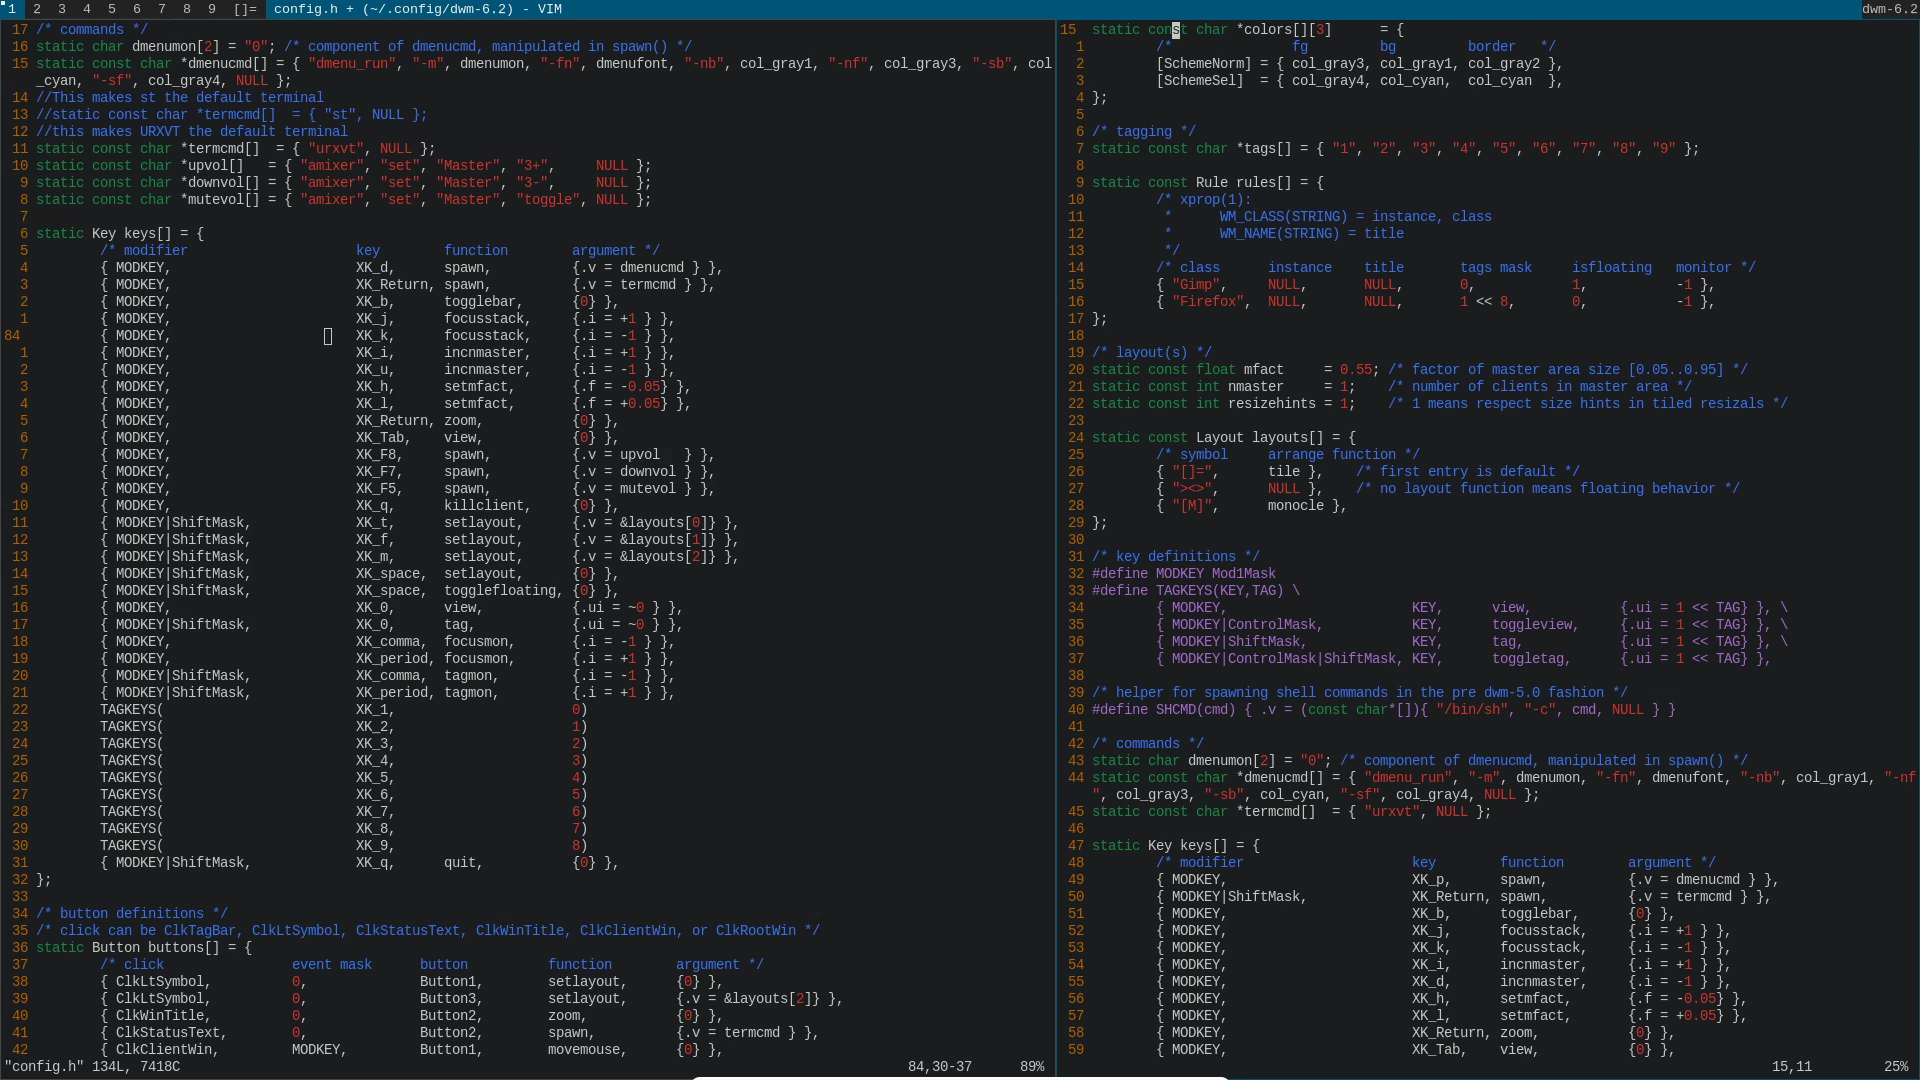 1 2 3 4 5 6 7 8 9 []= config.h + (~/.config/dwm-6.2) - VIM dwm-6.2
17 /* commands */
16 static char dmenumon[2] = "0"; /* component of dmenucmd, manipulated in spawn() */
15 static const char *dmenucmd[] = { "dmenu_run", "-m", dmenumon, "-fn", dmenufont, "-nb", col_gray1, "-nf", col_gray3, "-sb", col
_cyan, "-sf", col_gray4, NULL };
14 //This makes st the default terminal
13 //static const char *termcmd[]  = { "st", NULL };
12 //this makes URXVT the default terminal
11 static const char *termcmd[]  = { "urxvt", NULL };
10 static const char *upvol[]   = { "amixer", "set", "Master", "3+",     NULL };
9 static const char *downvol[] = { "amixer", "set", "Master", "3-",     NULL };
8 static const char *mutevol[] = { "amixer", "set", "Master", "toggle", NULL };
7
6 static Key keys[] = {
5         /* modifier                     key        function        argument */
4         { MODKEY,                       XK_d,      spawn,          {.v = dmenucmd } },
3         { MODKEY,                       XK_Return, spawn,          {.v = termcmd } },
2         { MODKEY,                       XK_b,      togglebar,      {0} },
1         { MODKEY,                       XK_j,      focusstack,     {.i = +1 } },
84          { MODKEY,                       XK_k,      focusstack,     {.i = -1 } },
1         { MODKEY,                       XK_i,      incnmaster,     {.i = +1 } },
2         { MODKEY,                       XK_u,      incnmaster,     {.i = -1 } },
3         { MODKEY,                       XK_h,      setmfact,       {.f = -0.05} },
4         { MODKEY,                       XK_l,      setmfact,       {.f = +0.05} },
5         { MODKEY,                       XK_Return, zoom,           {0} },
6         { MODKEY,                       XK_Tab,    view,           {0} },
7         { MODKEY,                       XK_F8,     spawn,          {.v = upvol   } },
8         { MODKEY,                       XK_F7,     spawn,          {.v = downvol } },
9         { MODKEY,                       XK_F5,     spawn,          {.v = mutevol } },
10         { MODKEY,                       XK_q,      killclient,     {0} },
11         { MODKEY|ShiftMask,             XK_t,      setlayout,      {.v = &layouts[0]} },
12         { MODKEY|ShiftMask,             XK_f,      setlayout,      {.v = &layouts[1]} },
13         { MODKEY|ShiftMask,             XK_m,      setlayout,      {.v = &layouts[2]} },
14         { MODKEY|ShiftMask,             XK_space,  setlayout,      {0} },
15         { MODKEY|ShiftMask,             XK_space,  togglefloating, {0} },
16         { MODKEY,                       XK_0,      view,           {.ui = ~0 } },
17         { MODKEY|ShiftMask,             XK_0,      tag,            {.ui = ~0 } },
18         { MODKEY,                       XK_comma,  focusmon,       {.i = -1 } },
19         { MODKEY,                       XK_period, focusmon,       {.i = +1 } },
20         { MODKEY|ShiftMask,             XK_comma,  tagmon,         {.i = -1 } },
21         { MODKEY|ShiftMask,             XK_period, tagmon,         {.i = +1 } },
22         TAGKEYS(                        XK_1,                      0)
23         TAGKEYS(                        XK_2,                      1)
24         TAGKEYS(                        XK_3,                      2)
25         TAGKEYS(                        XK_4,                      3)
26         TAGKEYS(                        XK_5,                      4)
27         TAGKEYS(                        XK_6,                      5)
28         TAGKEYS(                        XK_7,                      6)
29         TAGKEYS(                        XK_8,                      7)
30         TAGKEYS(                        XK_9,                      8)
31         { MODKEY|ShiftMask,             XK_q,      quit,           {0} },
32 };
33
34 /* button definitions */
35 /* click can be ClkTagBar, ClkLtSymbol, ClkStatusText, ClkWinTitle, ClkClientWin, or ClkRootWin */
36 static Button buttons[] = {
37         /* click                event mask      button          function        argument */
38         { ClkLtSymbol,          0,              Button1,        setlayout,      {0} },
39         { ClkLtSymbol,          0,              Button3,        setlayout,      {.v = &layouts[2]} },
40         { ClkWinTitle,          0,              Button2,        zoom,           {0} },
41         { ClkStatusText,        0,              Button2,        spawn,          {.v = termcmd } },
42         { ClkClientWin,         MODKEY,         Button1,        movemouse,      {0} },
"config.h" 134L, 7418C 84,30-37 89%
15  static const char *colors[][3]      = {
1         /*               fg         bg         border   */
2         [SchemeNorm] = { col_gray3, col_gray1, col_gray2 },
3         [SchemeSel]  = { col_gray4, col_cyan,  col_cyan  },
4 };
5
6 /* tagging */
7 static const char *tags[] = { "1", "2", "3", "4", "5", "6", "7", "8", "9" };
8
9 static const Rule rules[] = {
10         /* xprop(1):
11          *      WM_CLASS(STRING) = instance, class
12          *      WM_NAME(STRING) = title
13          */
14         /* class      instance    title       tags mask     isfloating   monitor */
15         { "Gimp",     NULL,       NULL,       0,            1,           -1 },
16         { "Firefox",  NULL,       NULL,       1 << 8,       0,           -1 },
17 };
18
19 /* layout(s) */
20 static const float mfact     = 0.55; /* factor of master area size [0.05..0.95] */
21 static const int nmaster     = 1;    /* number of clients in master area */
22 static const int resizehints = 1;    /* 1 means respect size hints in tiled resizals */
23
24 static const Layout layouts[] = {
25         /* symbol     arrange function */
26         { "[]=",      tile },    /* first entry is default */
27         { "><>",      NULL },    /* no layout function means floating behavior */
28         { "[M]",      monocle },
29 };
30
31 /* key definitions */
32 #define MODKEY Mod1Mask
33 #define TAGKEYS(KEY,TAG) \
34         { MODKEY,                       KEY,      view,           {.ui = 1 << TAG} }, \
35         { MODKEY|ControlMask,           KEY,      toggleview,     {.ui = 1 << TAG} }, \
36         { MODKEY|ShiftMask,             KEY,      tag,            {.ui = 1 << TAG} }, \
37         { MODKEY|ControlMask|ShiftMask, KEY,      toggletag,      {.ui = 1 << TAG} },
38
39 /* helper for spawning shell commands in the pre dwm-5.0 fashion */
40 #define SHCMD(cmd) { .v = (const char*[]){ "/bin/sh", "-c", cmd, NULL } }
41
42 /* commands */
43 static char dmenumon[2] = "0"; /* component of dmenucmd, manipulated in spawn() */
44 static const char *dmenucmd[] = { "dmenu_run", "-m", dmenumon, "-fn", dmenufont, "-nb", col_gray1, "-nf
", col_gray3, "-sb", col_cyan, "-sf", col_gray4, NULL };
45 static const char *termcmd[]  = { "urxvt", NULL };
46
47 static Key keys[] = {
48         /* modifier                     key        function        argument */
49         { MODKEY,                       XK_p,      spawn,          {.v = dmenucmd } },
50         { MODKEY|ShiftMask,             XK_Return, spawn,          {.v = termcmd } },
51         { MODKEY,                       XK_b,      togglebar,      {0} },
52         { MODKEY,                       XK_j,      focusstack,     {.i = +1 } },
53         { MODKEY,                       XK_k,      focusstack,     {.i = -1 } },
54         { MODKEY,                       XK_i,      incnmaster,     {.i = +1 } },
55         { MODKEY,                       XK_d,      incnmaster,     {.i = -1 } },
56         { MODKEY,                       XK_h,      setmfact,       {.f = -0.05} },
57         { MODKEY,                       XK_l,      setmfact,       {.f = +0.05} },
58         { MODKEY,                       XK_Return, zoom,           {0} },
59         { MODKEY,                       XK_Tab,    view,           {0} },
15,11 25%